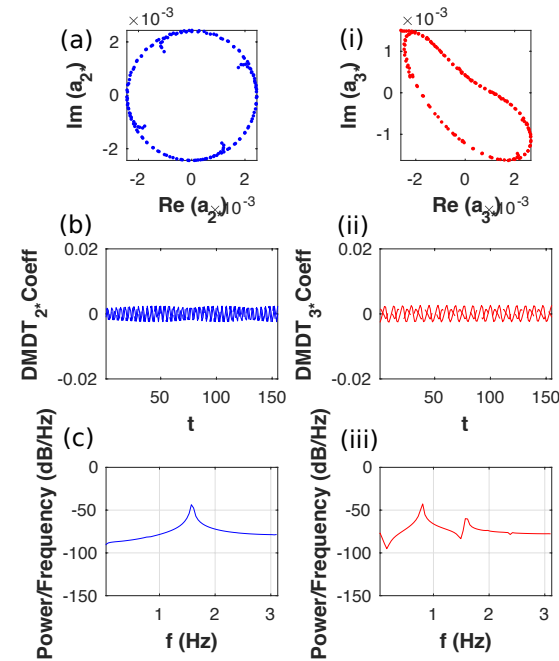 (a)
×10⁻³
2
0
-2
-2 0 2
Im (a2*)
Re (a2*)
×10⁻³
(i)
×10⁻³
1
0
-1
-2 0 2
Im (a3*)
Re (a3*)
×10⁻³
(b)
0.02
0
-0.02
50 100 150
DMDT2* Coeff
t
(ii)
0.02
0
-0.02
50 100 150
DMDT3* Coeff
t
(c)
0
-50
-100
-150
1 2 3
Power/Frequency (dB/Hz)
f (Hz)
(iii)
0
-50
-100
-150
1 2 3
Power/Frequency (dB/Hz)
f (Hz)